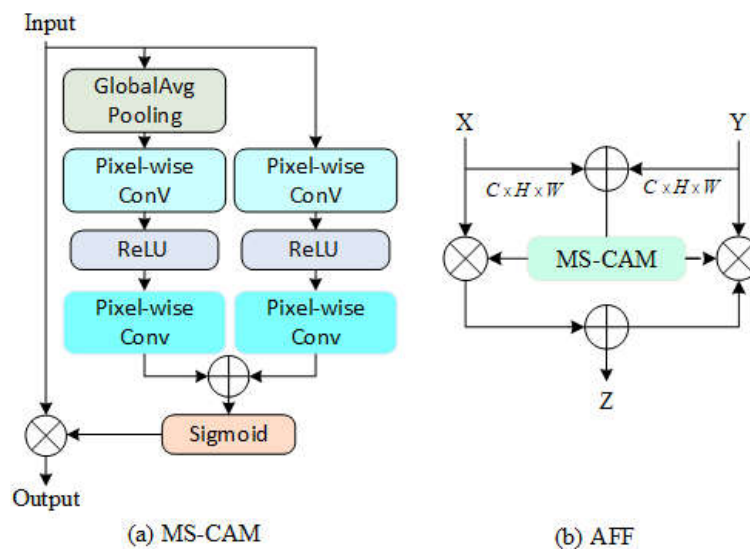 Input
GlobalAvg
Pooling
Pixel-wise
ConV
ReLU
Pixel-wise
Conv
Pixel-wise
ConV
ReLU
Pixel-wise
Conv
Sigmoid
Output
(a) MS-CAM
X
Y
C×H×W
C×H×W
MS-CAM
Z
(b) AFF